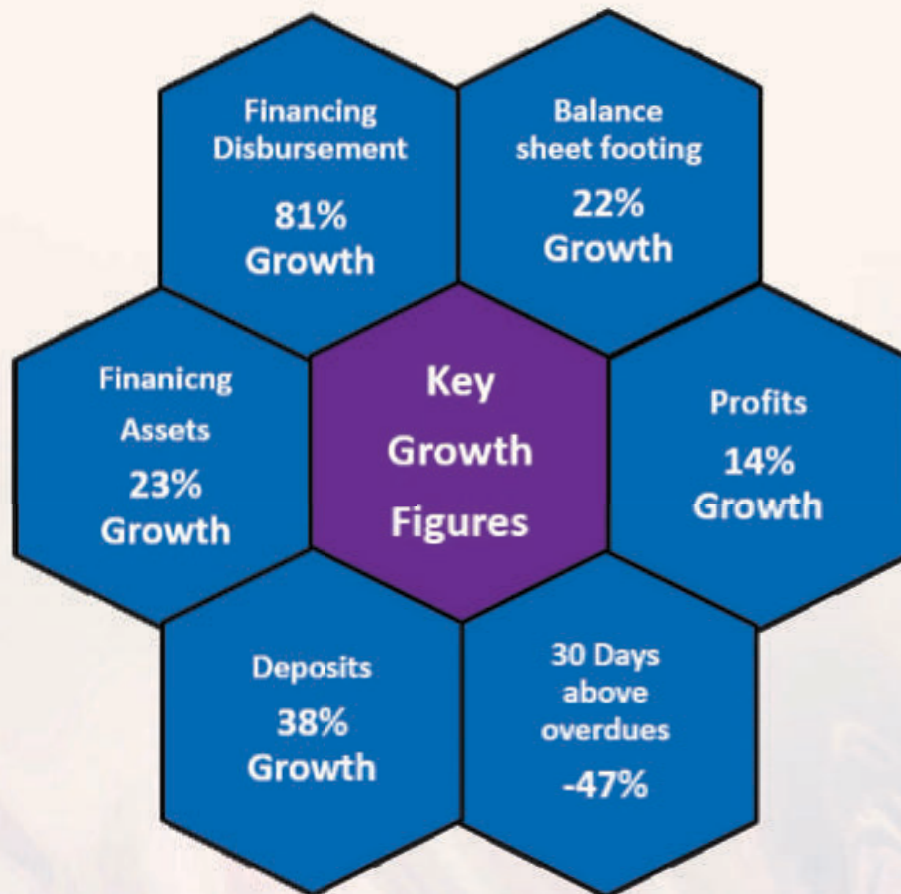 Financing
Disbursement
81%
Growth
Balance
sheet footing
22%
Growth
Finanicng
Assets
23%
Growth
Key
Growth
Figures
Profits
14%
Growth
Deposits
38%
Growth
30 Days
above
overdues
-47%